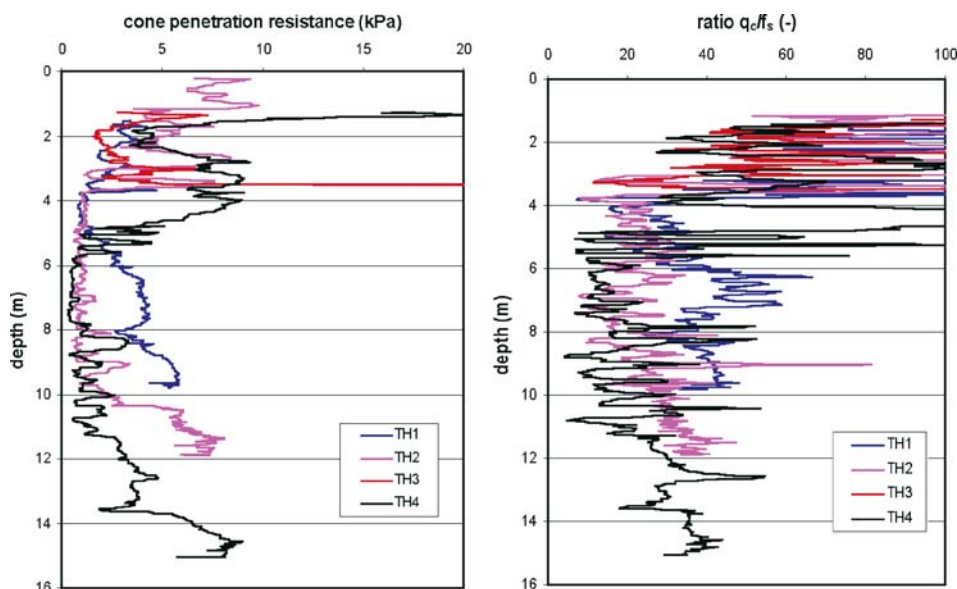 cone penetration resistance (kPa)
0 5 10 15 20
0
2
4
6
8
10
12
14
16
depth (m)
TH1
TH2
TH3
TH4
ratio qc/fs (-)
0 20 40 60 80 100
0
2
4
6
8
10
12
14
16
depth (m)
TH1
TH2
TH3
TH4